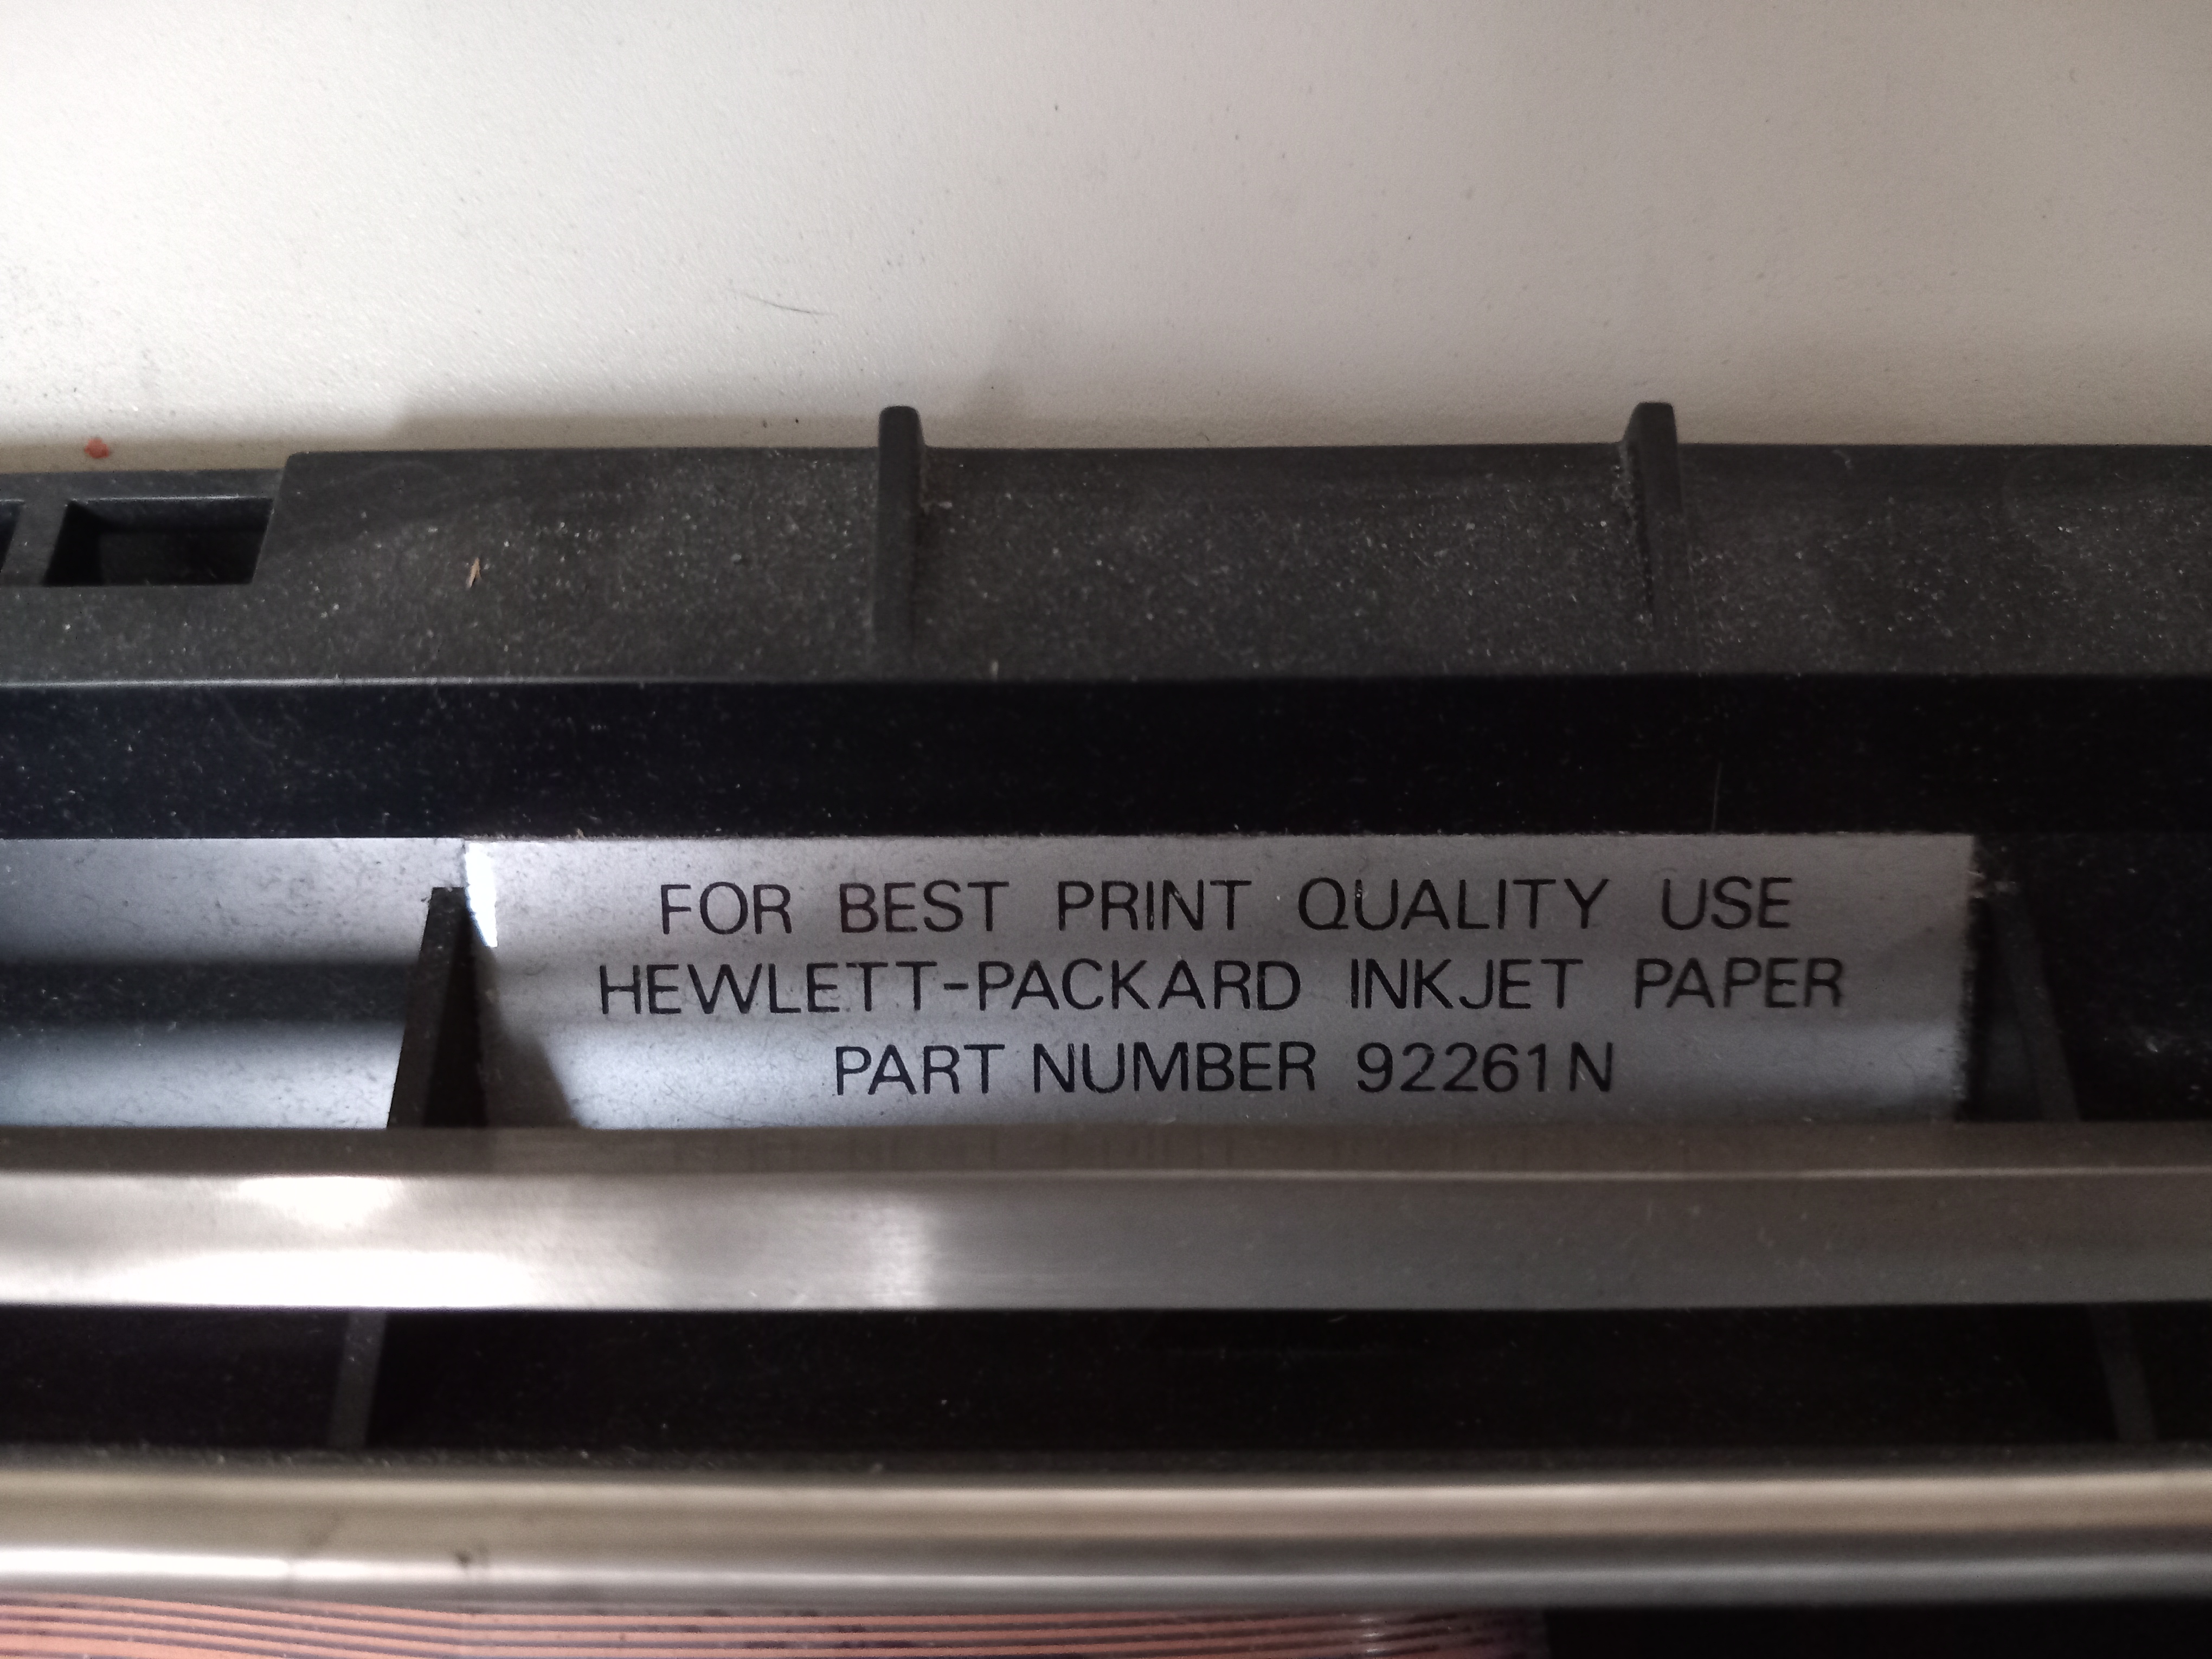 FOR BEST PRINT QUALITY USE
HEWLETT-PACKARD INKJET PAPER
PART NUMBER 92261N